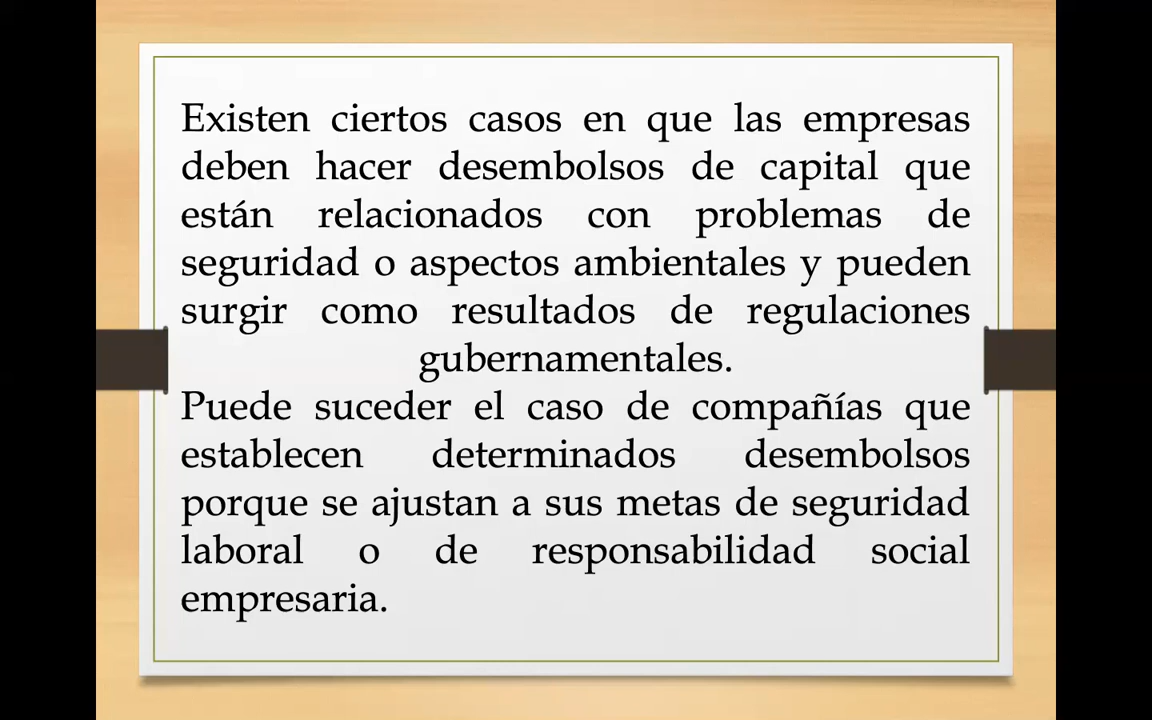 Existen ciertos casos en que las empresas
deben hacer desembolsos de capital que
están relacionados con problemas de
seguridad o aspectos ambientales y pueden
surgir como resultados de regulaciones
gubernamentales.
Puede suceder el caso de compañías que
establecen determinados desembolsos
porque se ajustan a sus metas de seguridad
laboral o de responsabilidad social
empresaria.